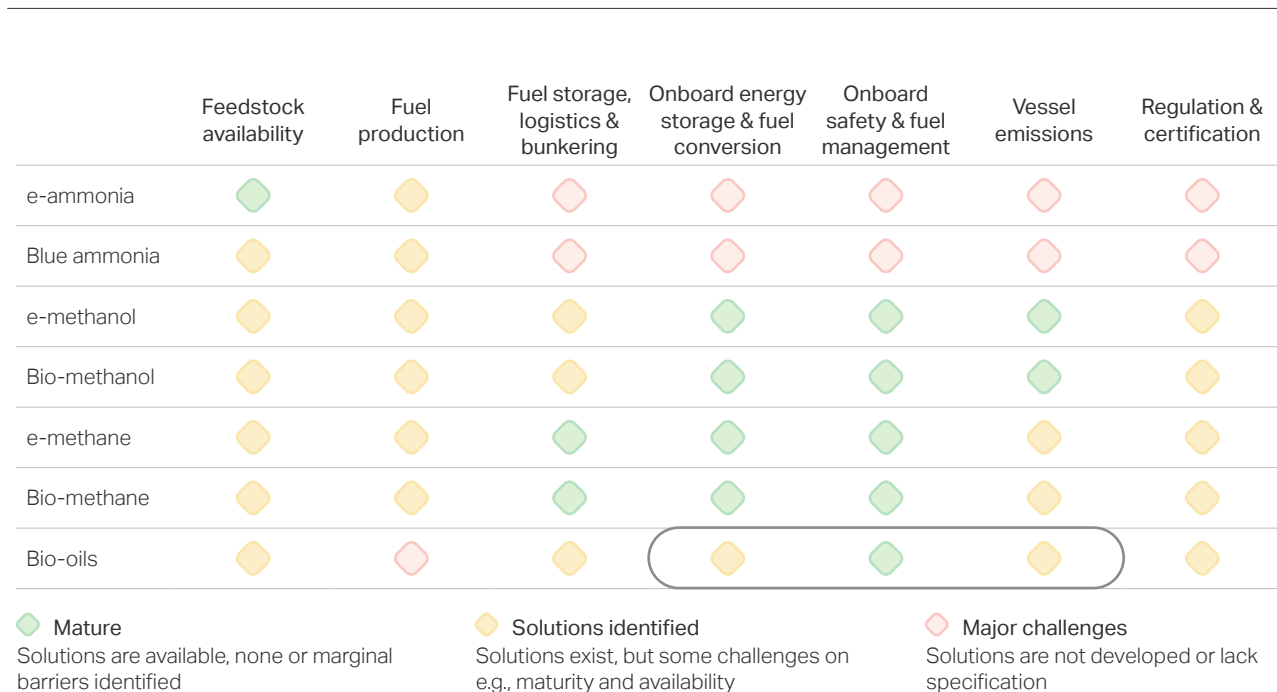 Feedstock
availability
Fuel
production
Fuel storage,
logistics &
bunkering
Onboard energy
storage & fuel
conversion
Onboard
safety & fuel
management
Vessel
emissions
Regulation &
certification
e-ammonia
Blue ammonia
e-methanol
Bio-methanol
e-methane
Bio-methane
Bio-oils
Mature
Solutions are available, none or marginal
barriers identified
Solutions identified
Solutions exist, but some challenges on
e.g., maturity and availability
Major challenges
Solutions are not developed or lack
specification